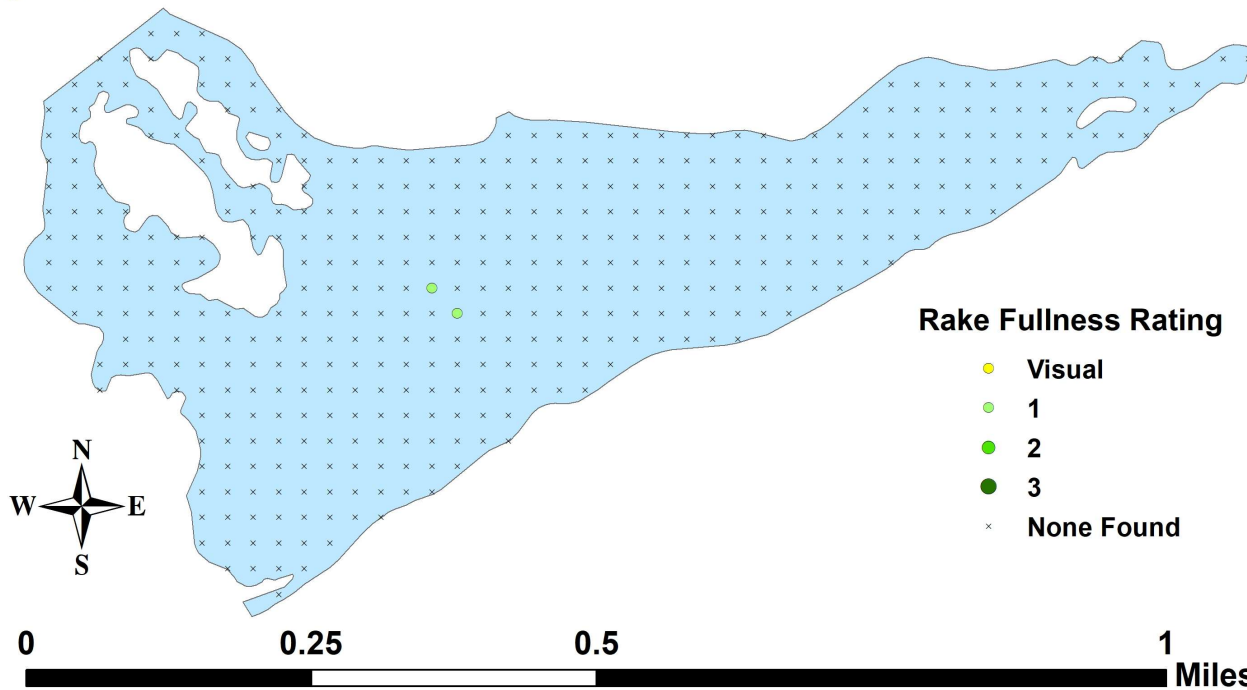 Rake Fullness Rating
Visual
1
2
3
None Found
N
W E
S
0 0.25 0.5 1
Miles